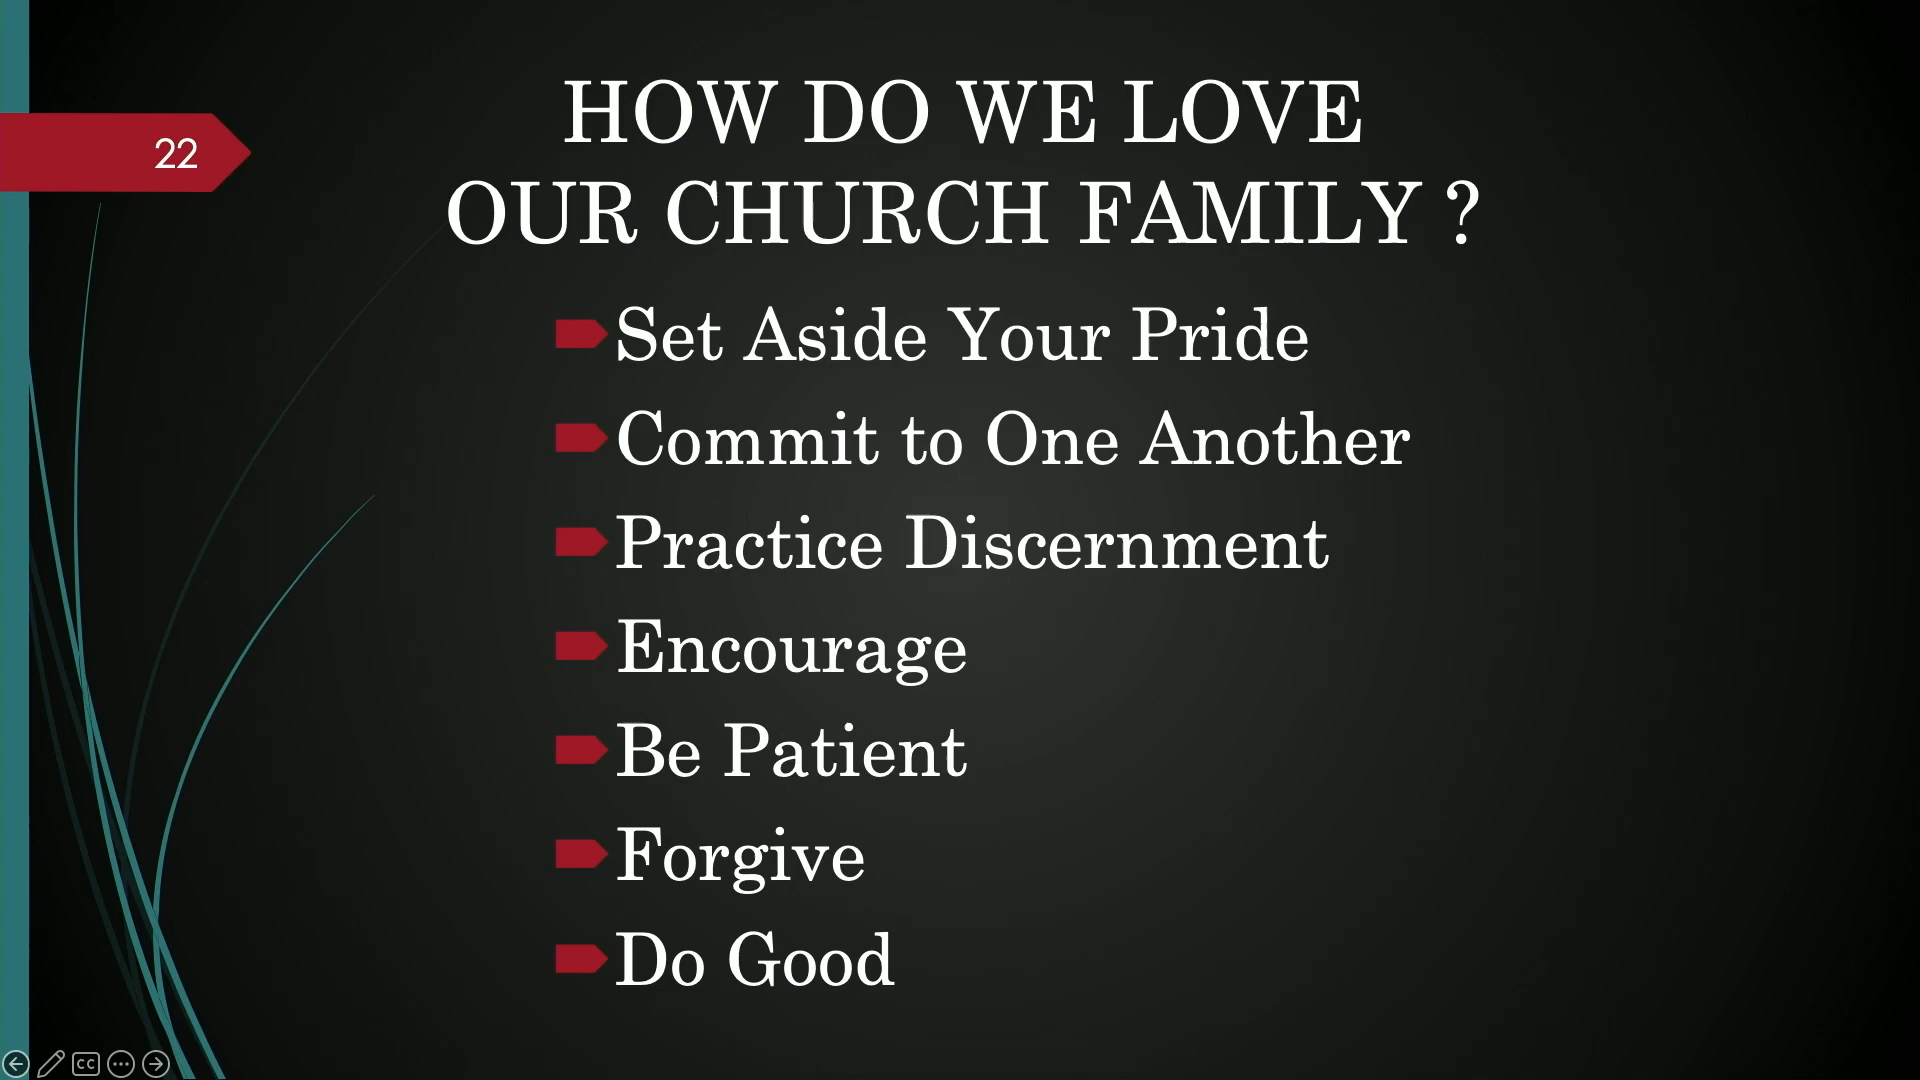 22
HOW DO WE LOVE
OUR CHURCH FAMILY ?
Set Aside Your Pride
Commit to One Another
Practice Discernment
Encourage
Be Patient
Forgive
Do Good
CC